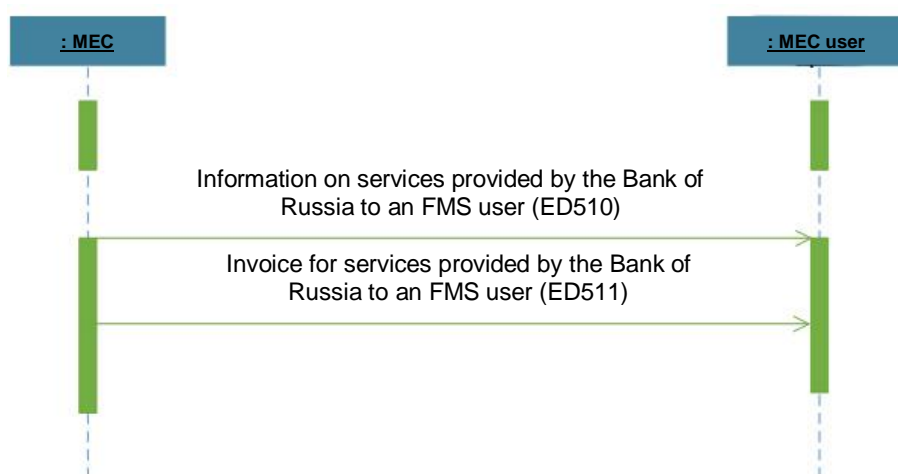 : MEC
: MEC user
Information on services provided by the Bank of
Russia to an FMS user (ED510)
Invoice for services provided by the Bank of
Russia to an FMS user (ED511)